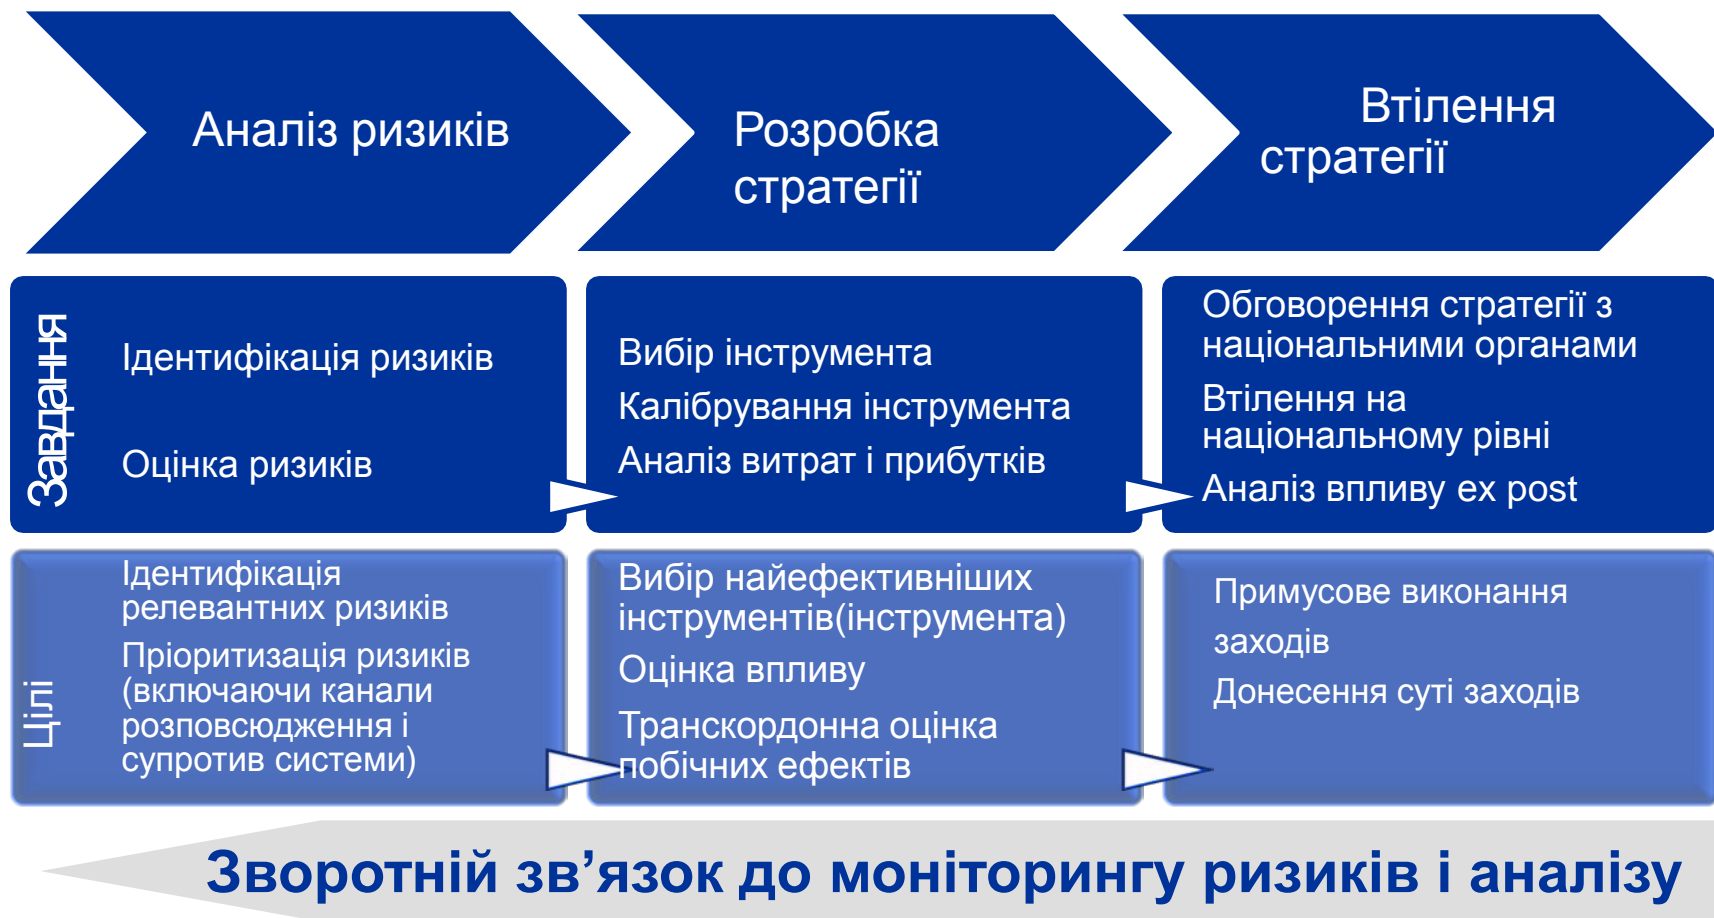 Аналіз ризиків
Розробка
стратегії
Втілення
стратегії
Завдання
Ідентифікація ризиків
Оцінка ризиків
Вибір інструмента
Калібрування інструмента
Аналіз витрат і прибутків
Обговорення стратегії з
національними органами
Втілення на
національному рівні
Аналіз впливу ex post
Цілі
Ідентифікація
релевантних ризиків
Пріоритизація ризиків
(включаючи канали
розповсюдження і
супротив системи)
Вибір найефективніших
інструментів(інструмента)
Оцінка впливу
Транскордонна оцінка
побічних ефектів
Примусове виконання
заходів
Донесення суті заходів
Зворотній зв’язок до моніторингу ризиків і аналізу